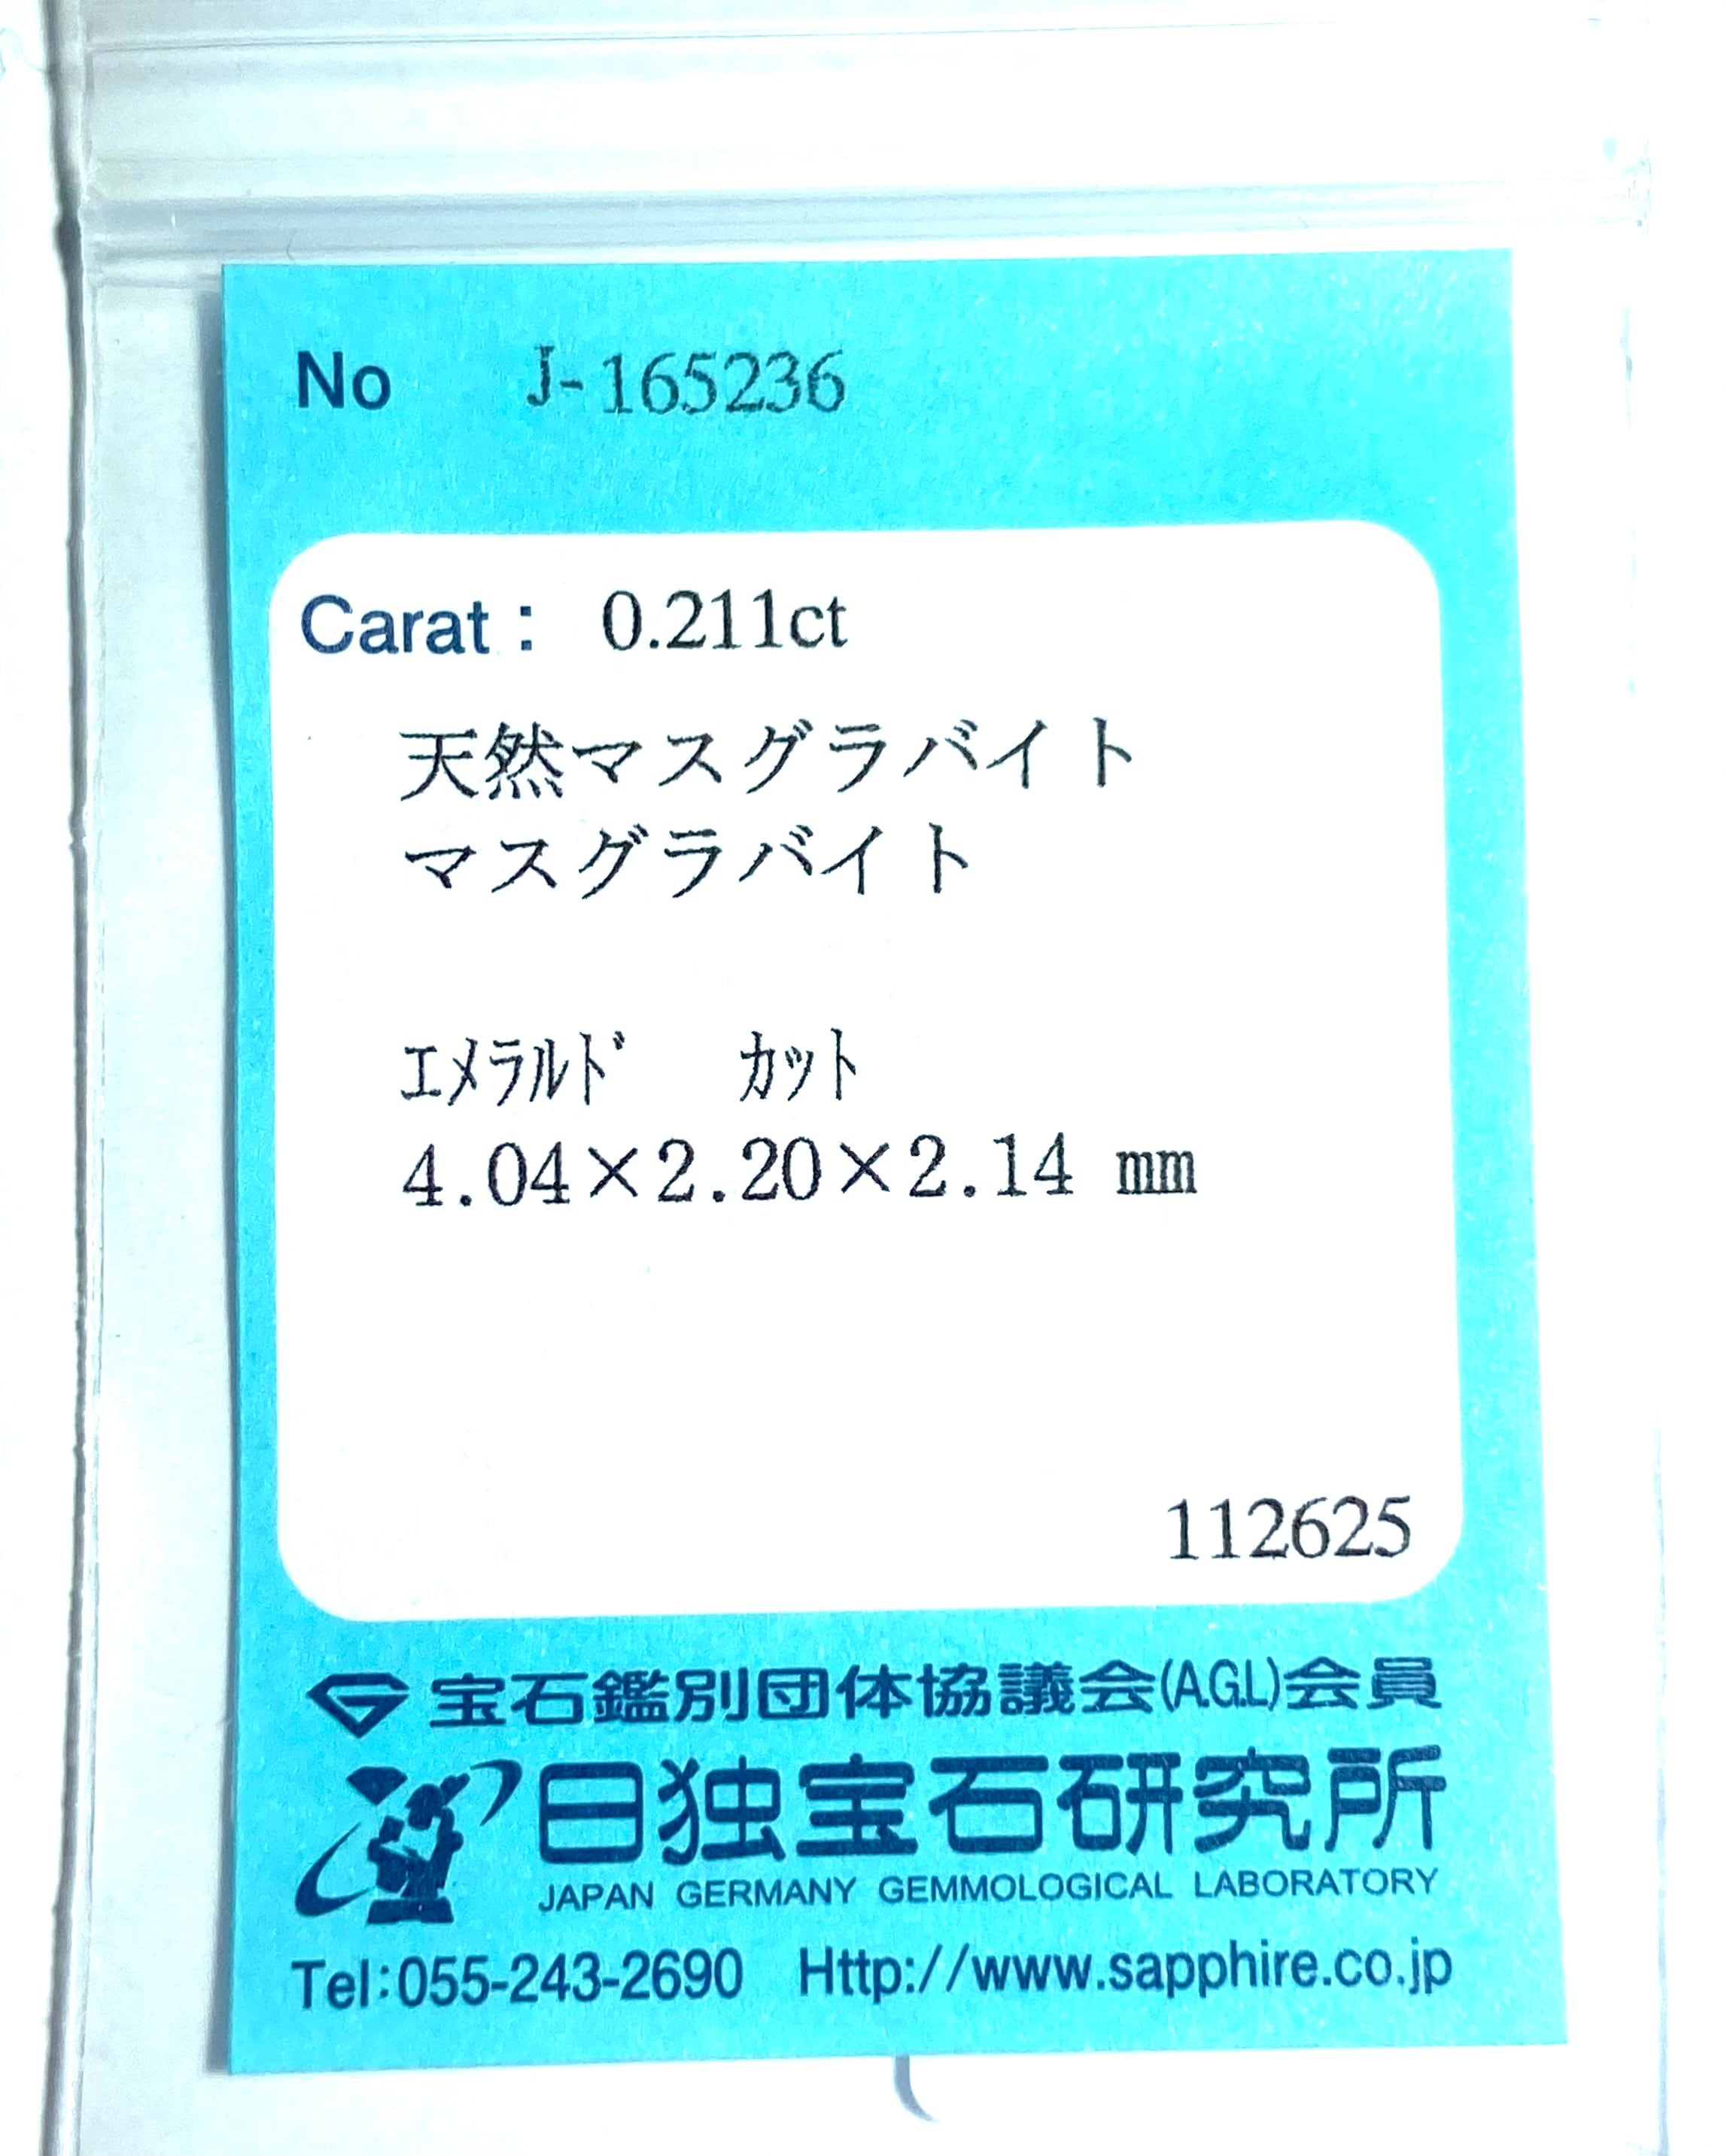 No J-165236
Carat : 0.211ct
天然マスグラバイト
マスグラバイト
ｴﾒﾗﾙﾄﾞ ｶｯﾄ
4.04×2.20×2.14 mm
112625
宝石鑑別団体協議会(A.G.L)会員
日独宝石研究所
JAPAN GERMANY GEMMOLOGICAL LABORATORY
Tel:055-243-2690 Http://www.sapphire.co.jp